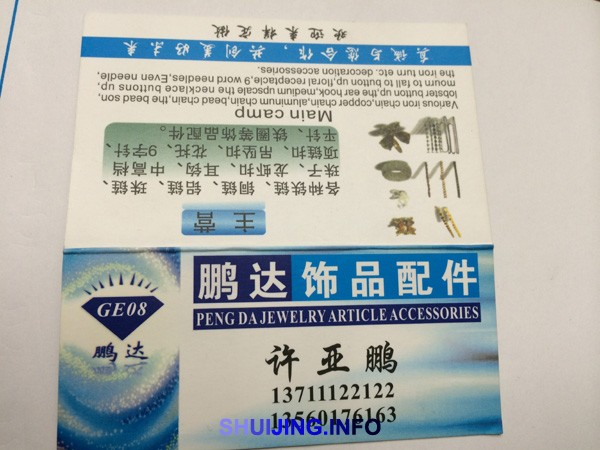 主营
各种铁链、铜链、铝链、珠链、
珠子、龙虾扣、耳钩、中高档
项链扣、吊坠扣、花托、9字针、
平针、铁圈等饰品配件。
Main camp
Various iron chain,copper chain,aluminum chain,bead chain,the bead, son,
lobster button up,the ear hook,medium upscale the necklace buttons up,
mourn to fall to button up,floral receptacle,9 word needles,Even needle,
the iron turn etc. decoration accessories.
真诚与您合作，共创美好未来
欢迎来样定做
GE08
鹏达
鹏达饰品配件
PENG DA JEWELRY ARTICLE ACCESSORIES
许亚鹏
13711122122
13560176163
SHUIJING.INFO